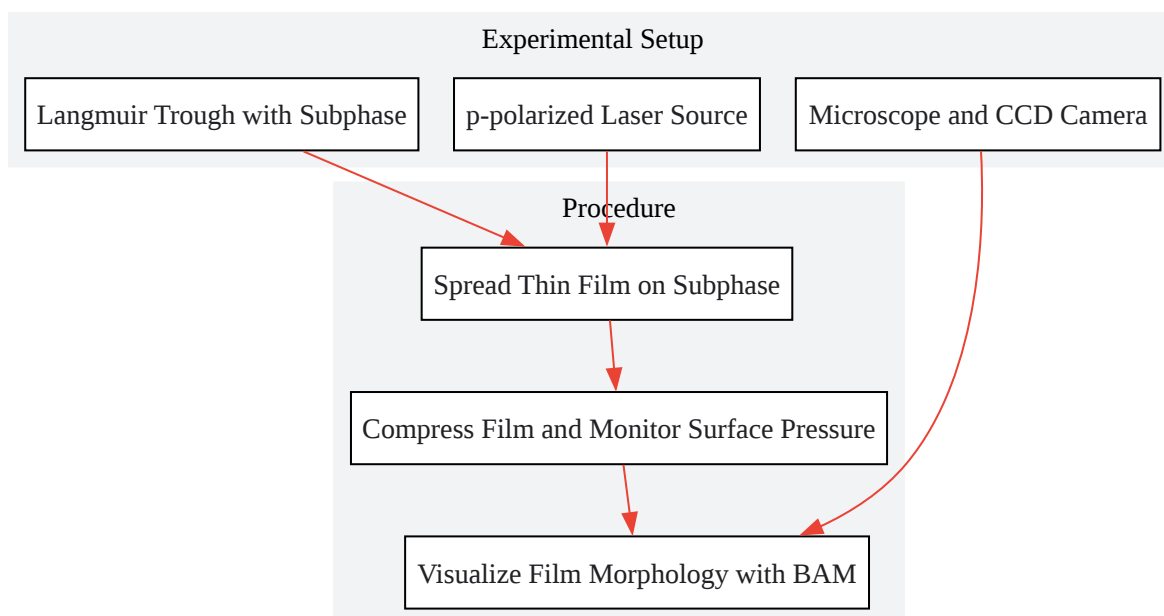 Experimental Setup
Langmuir Trough with Subphase
p-polarized Laser Source
Microscope and CCD Camera
Procedure
Spread Thin Film on Subphase
Compress Film and Monitor Surface Pressure
Visualize Film Morphology with BAM